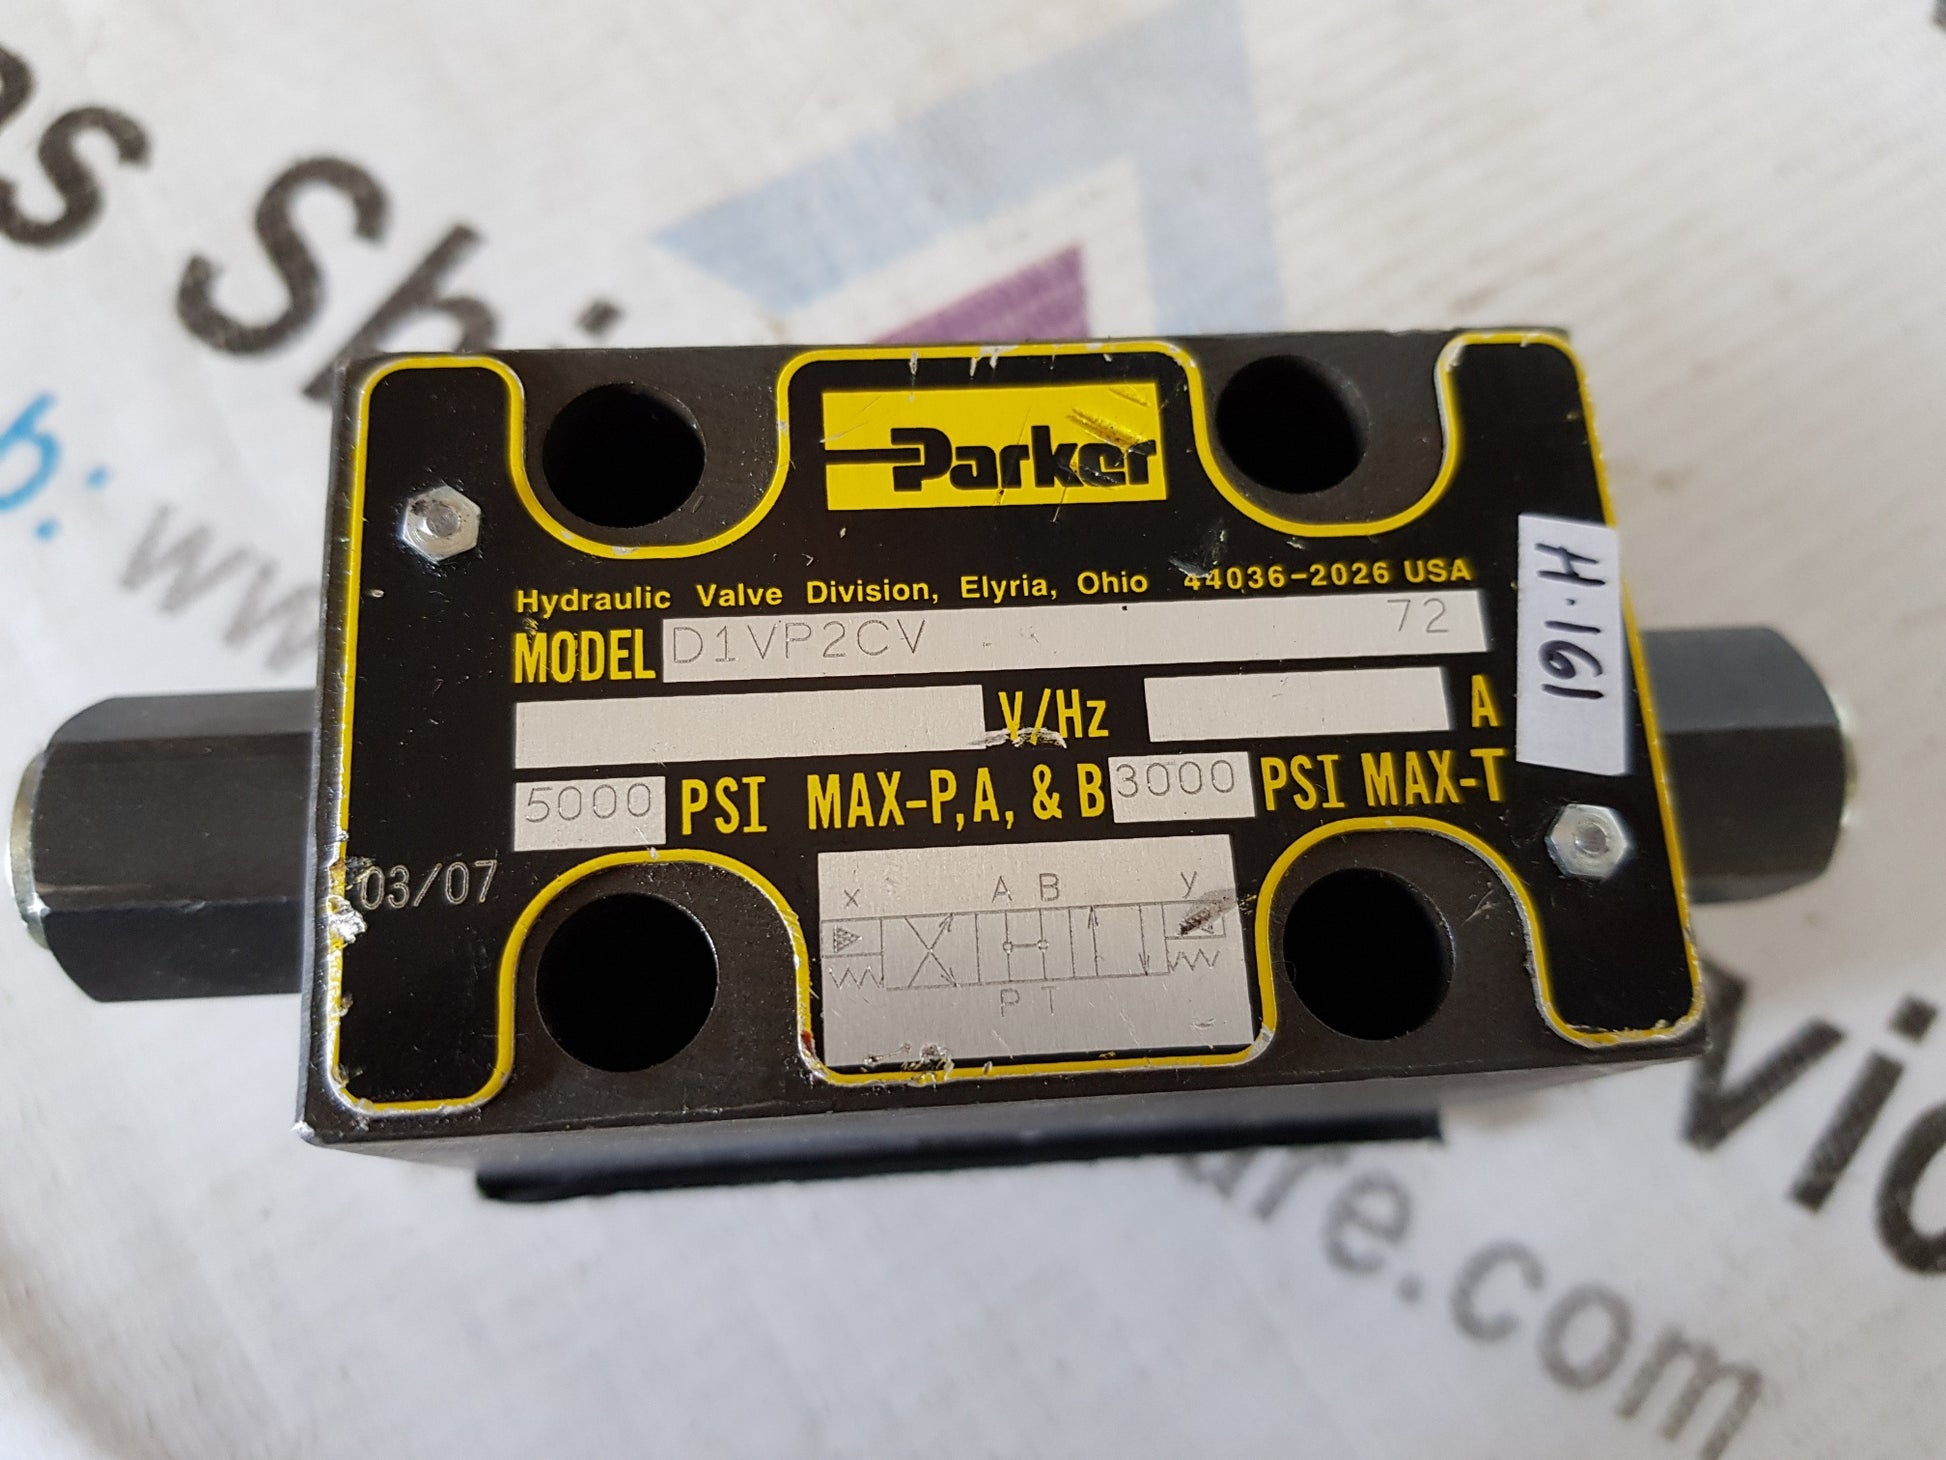 Parker
Hydraulic Valve Division, Elyria, Ohio 44036-2026 USA
MODEL D1VP2CV 72
V/Hz A
5000 PSI MAX-P, A, & B 3000 PSI MAX-T
03/07
x A B y
P T
H.161